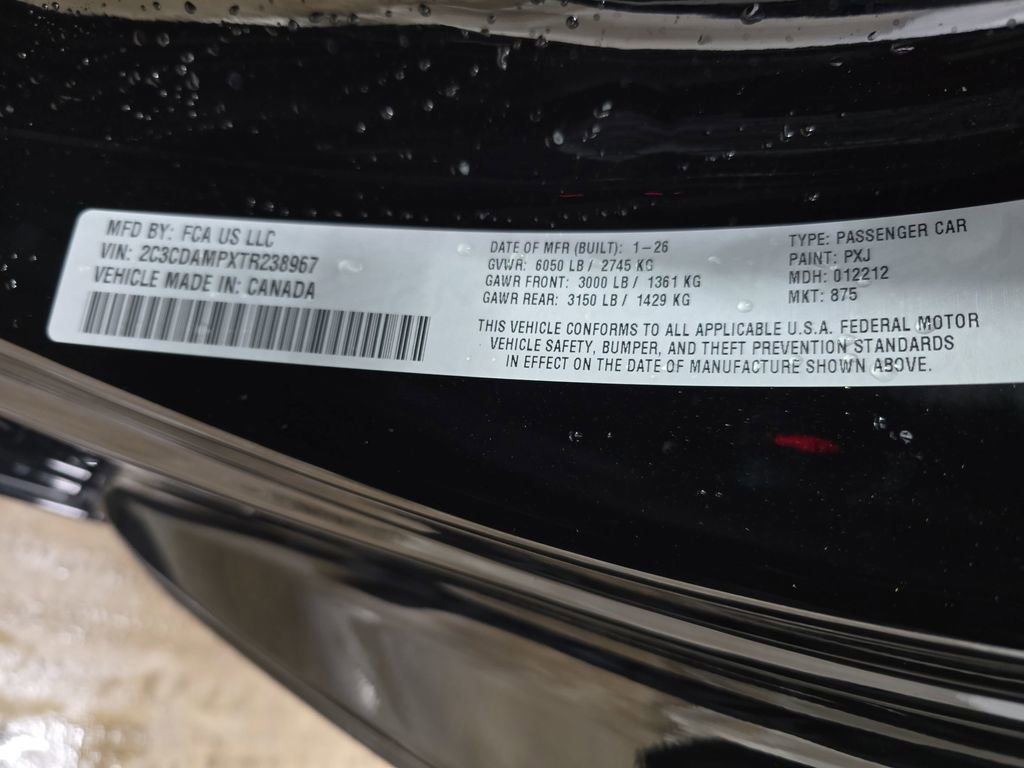 MFD BY: FCA US LLC
VIN: 2C3CDAMPXTR238967
VEHICLE MADE IN: CANADA
DATE OF MFR (BUILT): 1-26
GVWR: 6050 LB / 2745 KG
GAWR FRONT: 3000 LB / 1361 KG
GAWR REAR: 3150 LB / 1429 KG
TYPE: PASSENGER CAR
PAINT: PXJ
MDH: 012212
MKT: 875
THIS VEHICLE CONFORMS TO ALL APPLICABLE U.S.A. FEDERAL MOTOR
VEHICLE SAFETY, BUMPER, AND THEFT PREVENTION STANDARDS
IN EFFECT ON THE DATE OF MANUFACTURE SHOWN ABOVE.